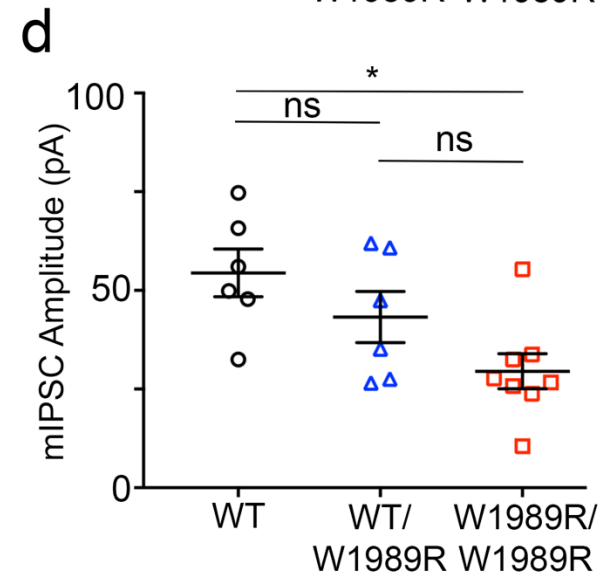 d
*
ns
ns
mIPSC Amplitude (pA)
100
50
0
WT
WT/
W1989R
W1989R/
W1989R